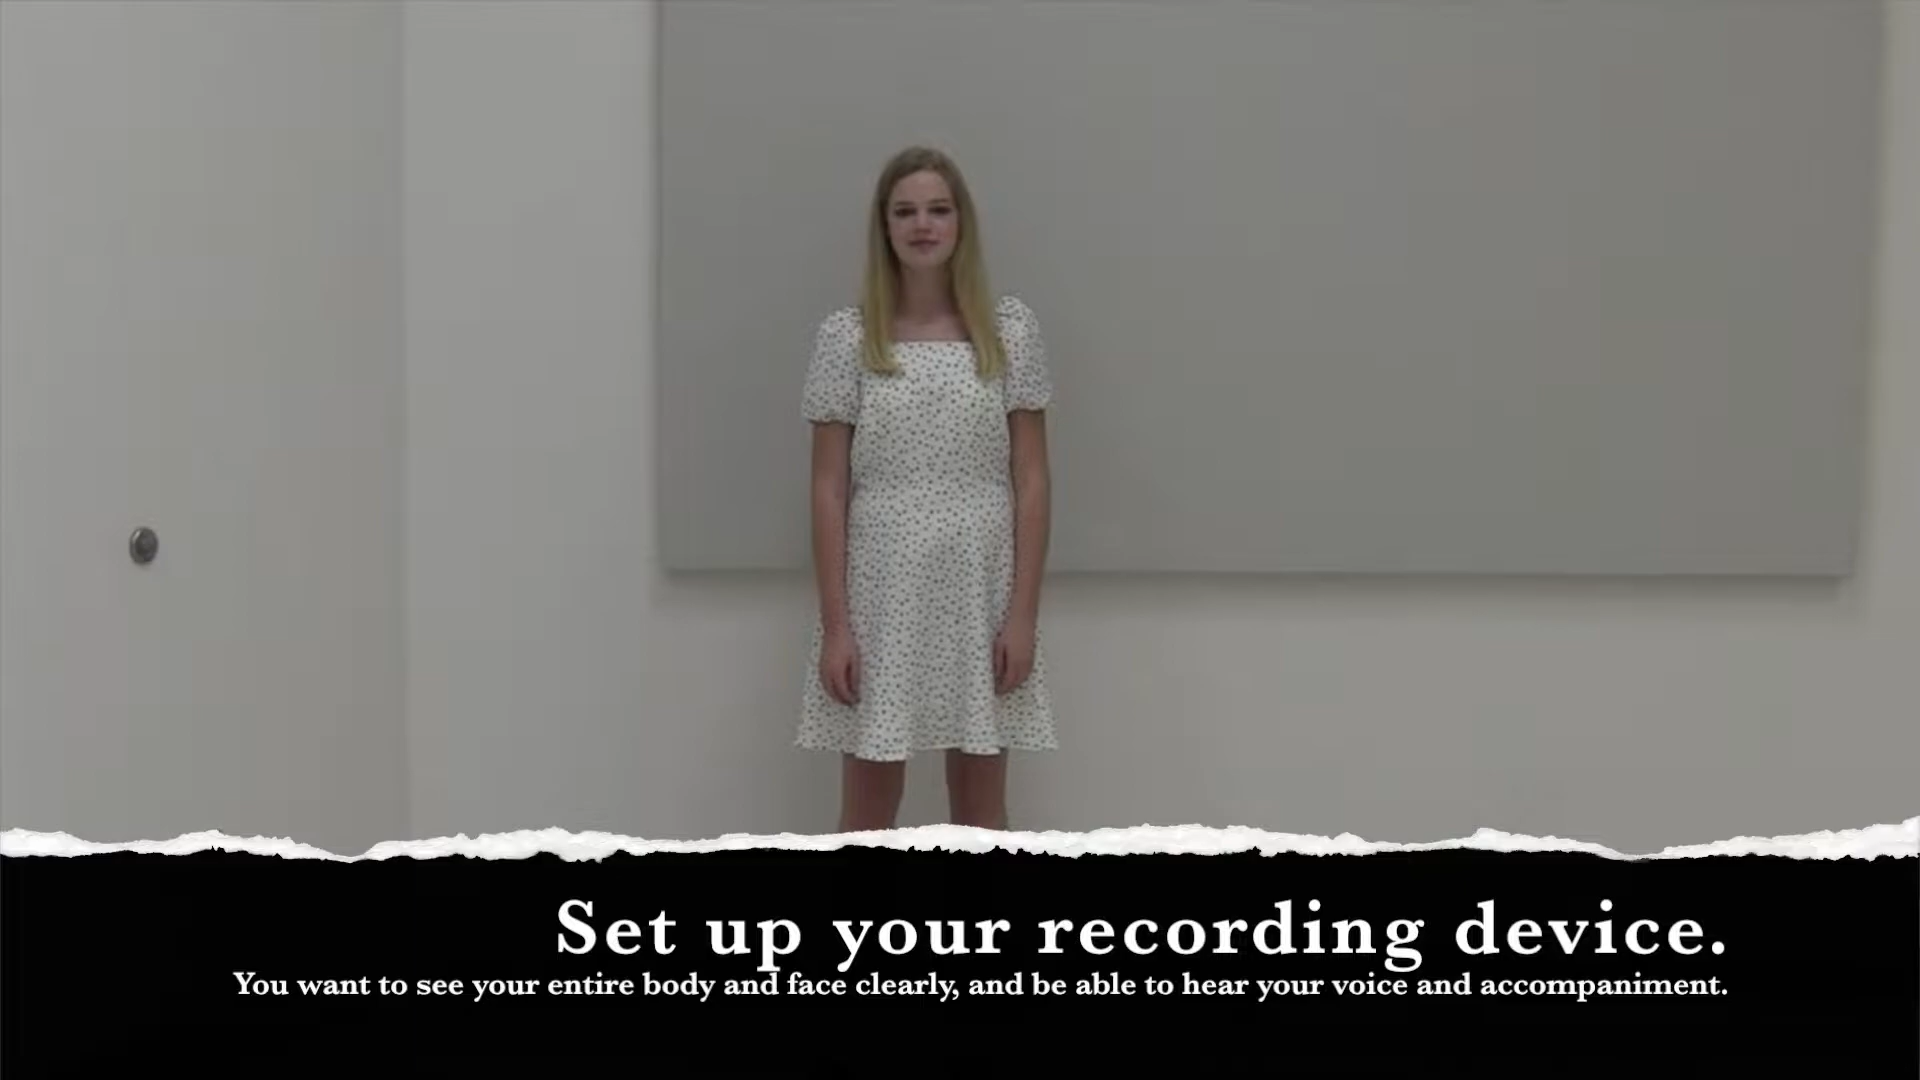 Set up your recording device.
You want to see your entire body and face clearly, and be able to hear your voice and accompaniment.